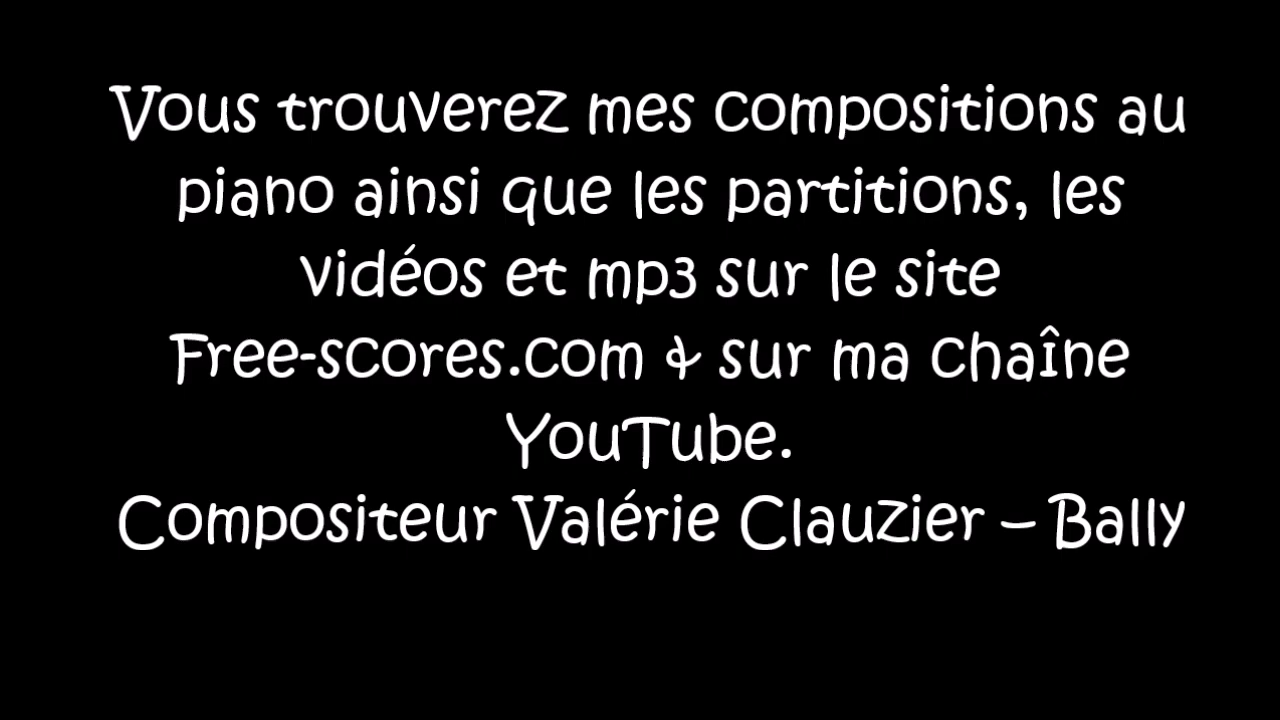 Vous trouverez mes compositions au
piano ainsi que les partitions, les
vidéos et mp3 sur le site
Free-scores.com & sur ma chaîne
YouTube.
Compositeur Valérie Clauzier – Bally